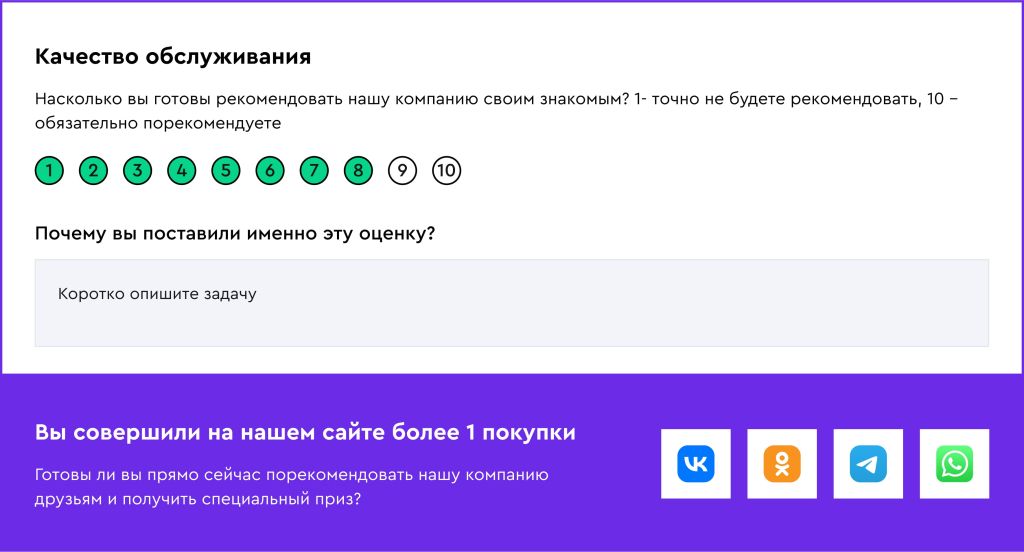 Качество обслуживания
Насколько вы готовы рекомендовать нашу компанию своим знакомым? 1- точно не будете рекомендовать, 10 –
обязательно порекомендуете
1 2 3 4 5 6 7 8 9 10
Почему вы поставили именно эту оценку?
Коротко опишите задачу
Вы совершили на нашем сайте более 1 покупки
Готовы ли вы прямо сейчас порекомендовать нашу компанию
друзьям и получить специальный приз?